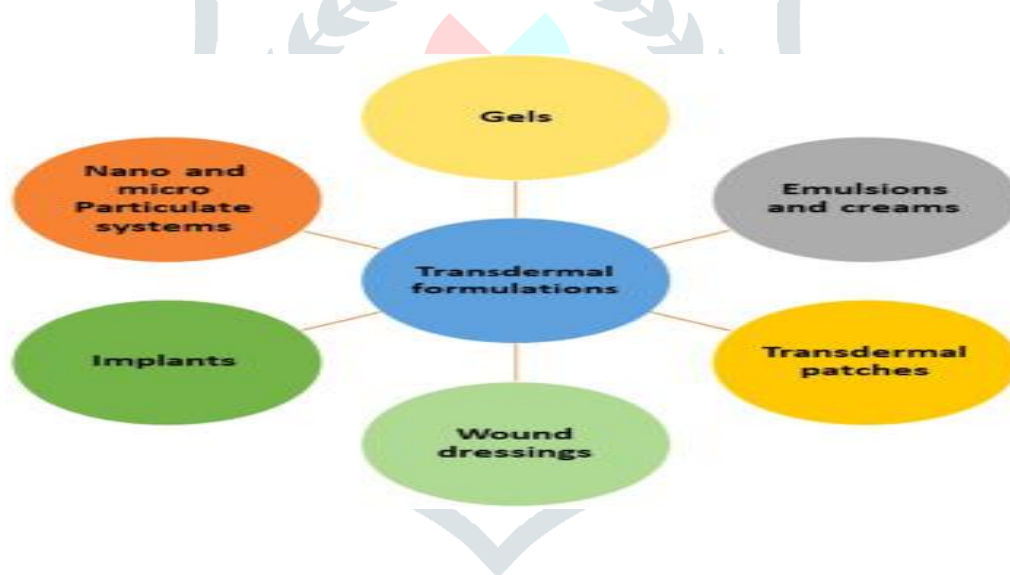 Gels
Nano and
micro
Particulate
systems
Emulsions
and creams
Transdermal
formulations
Implants
Transdermal
patches
Wound
dressings